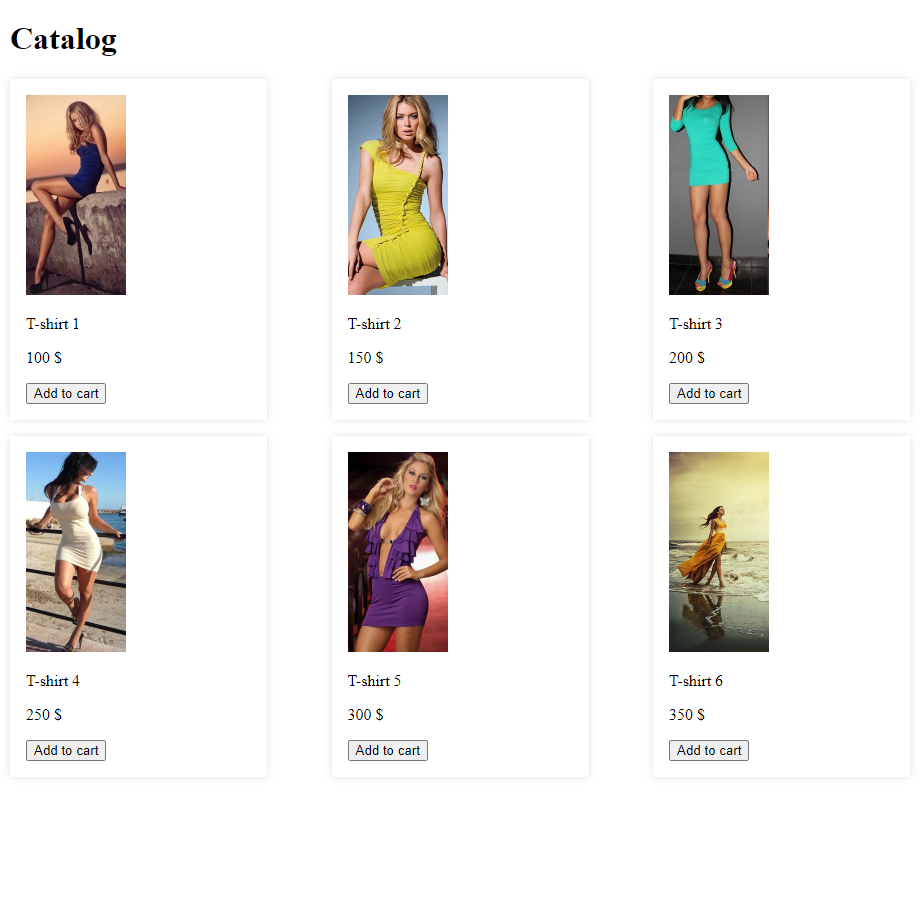 Catalog
T-shirt 1
100 $
Add to cart
T-shirt 2
150 $
Add to cart
T-shirt 3
200 $
Add to cart
T-shirt 4
250 $
Add to cart
T-shirt 5
300 $
Add to cart
T-shirt 6
350 $
Add to cart